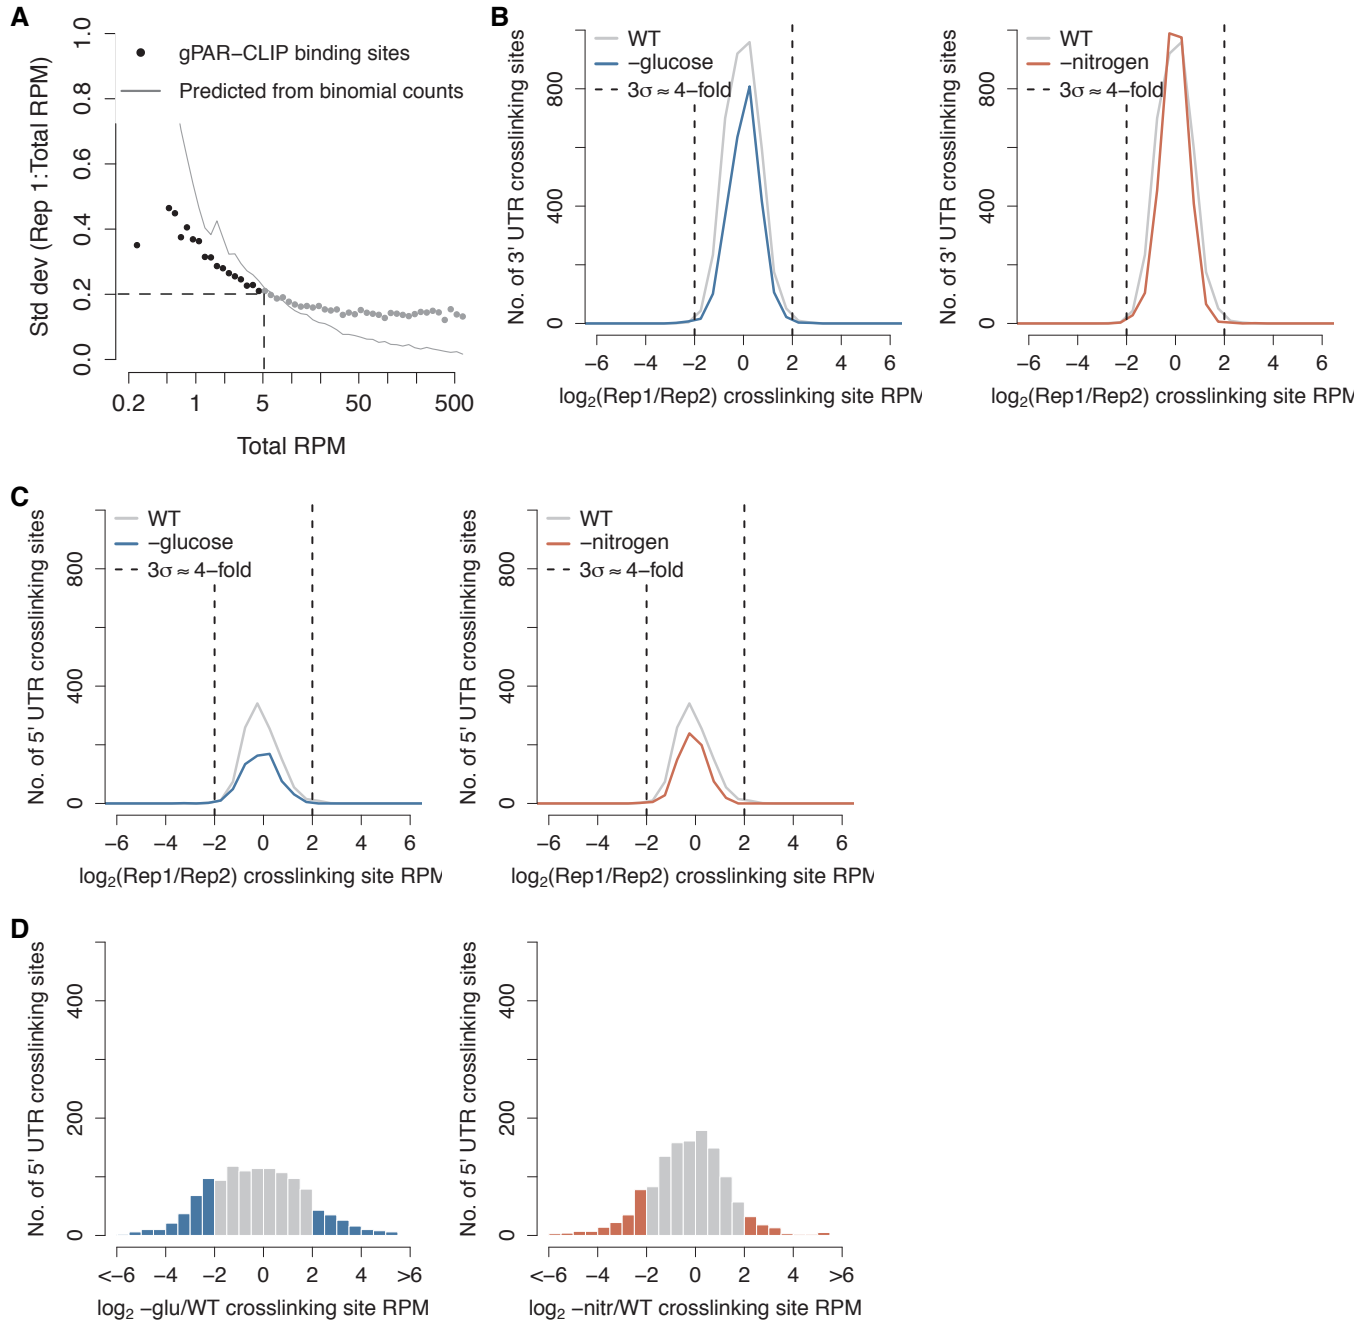 A
Std dev (Rep 1:Total RPM)
1.0
0.8
0.6
0.4
0.2
0.0
gPAR−CLIP binding sites
Predicted from binomial counts
0.2 1 5 50 500
Total RPM
B
No. of 3' UTR crosslinking sites
800
400
0
WT
−glucose
3σ ≈ 4−fold
−6 −4 −2 0 2 4 6
log2(Rep1/Rep2) crosslinking site RPM
No. of 3' UTR crosslinking sites
800
400
0
WT
−nitrogen
3σ ≈ 4−fold
−6 −4 −2 0 2 4 6
log2(Rep1/Rep2) crosslinking site RPM
C
No. of 5' UTR crosslinking sites
800
400
0
WT
−glucose
3σ ≈ 4−fold
−6 −4 −2 0 2 4 6
log2(Rep1/Rep2) crosslinking site RPM
No. of 5' UTR crosslinking sites
800
400
0
WT
−nitrogen
3σ ≈ 4−fold
−6 −4 −2 0 2 4 6
log2(Rep1/Rep2) crosslinking site RPM
D
No. of 5' UTR crosslinking sites
400
200
0
<−6 −4 −2 0 2 4 >6
log2 −glu/WT crosslinking site RPM
No. of 5' UTR crosslinking sites
400
200
0
<−6 −4 −2 0 2 4 >6
log2 −nitr/WT crosslinking site RPM